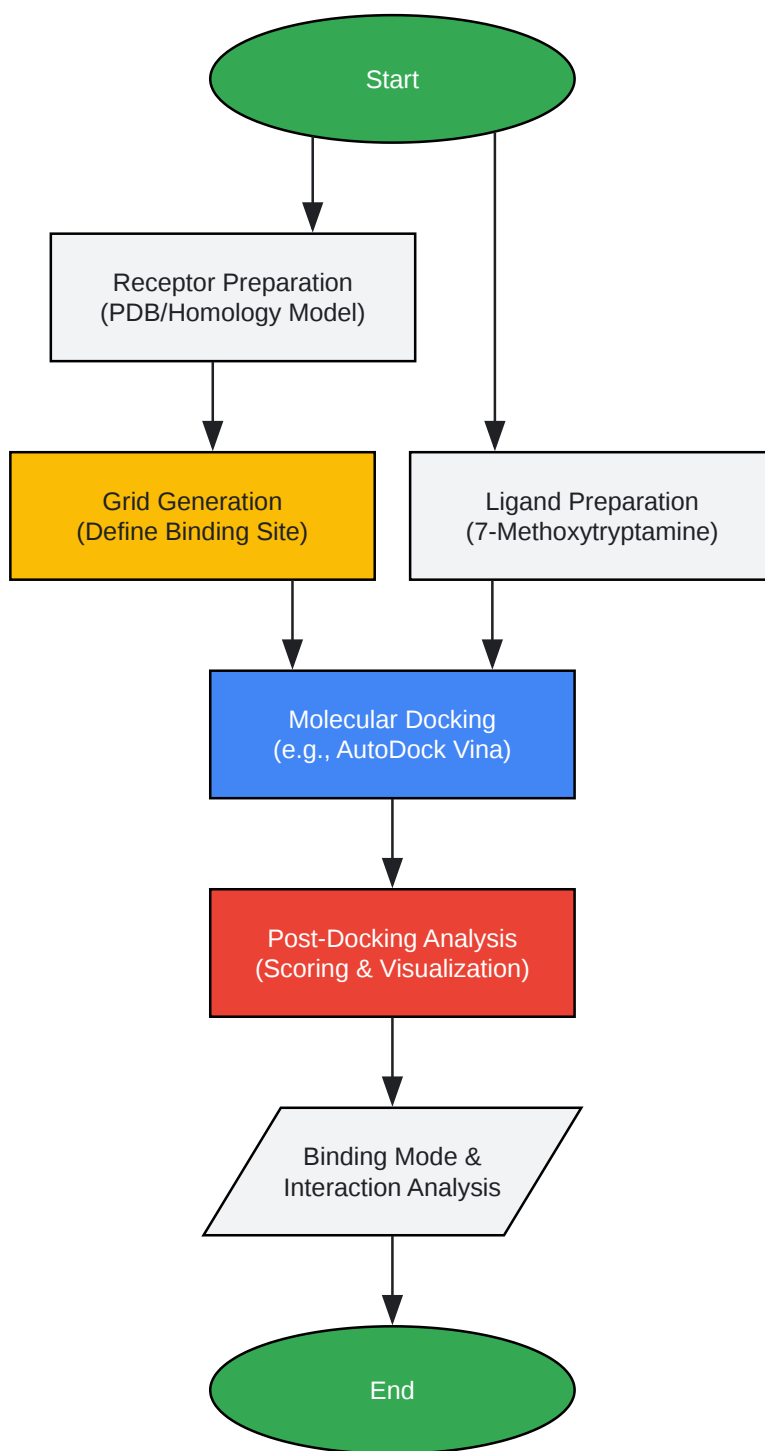 Start
Receptor Preparation
(PDB/Homology Model)
Grid Generation
(Define Binding Site)
Ligand Preparation
(7-Methoxytryptamine)
Molecular Docking
(e.g., AutoDock Vina)
Post-Docking Analysis
(Scoring & Visualization)
Binding Mode &
Interaction Analysis
End